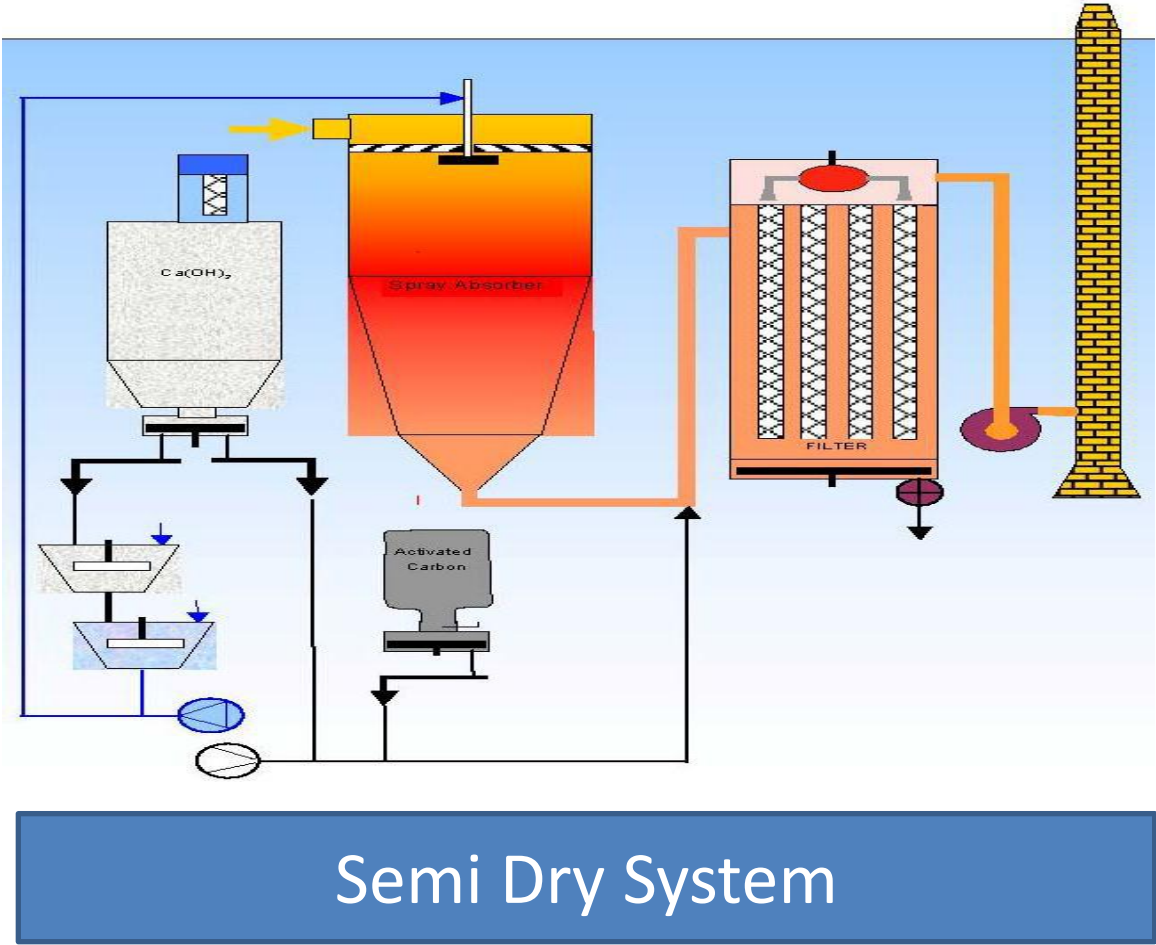 Ca(OH)₂
Spray Absorber
FILTER
Activated
Carbon
Semi Dry System